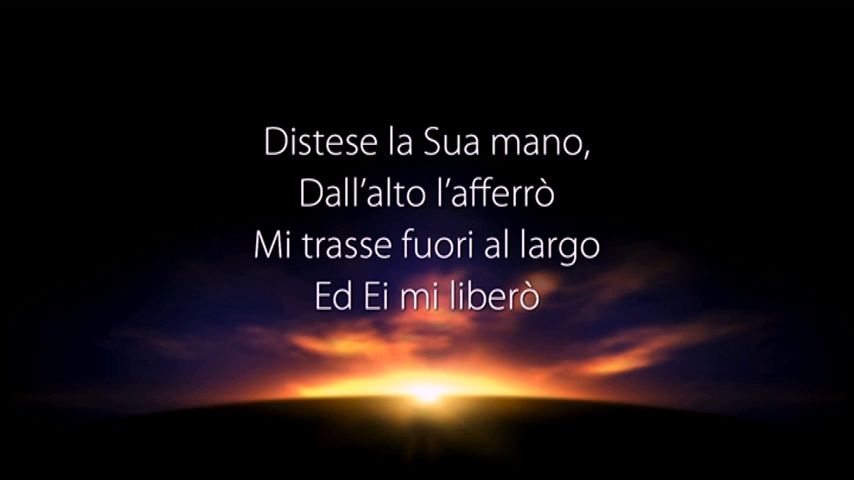 Distese la Sua mano,
Dall’alto l’afferrò
Mi trasse fuori al largo
Ed Ei mi liberò